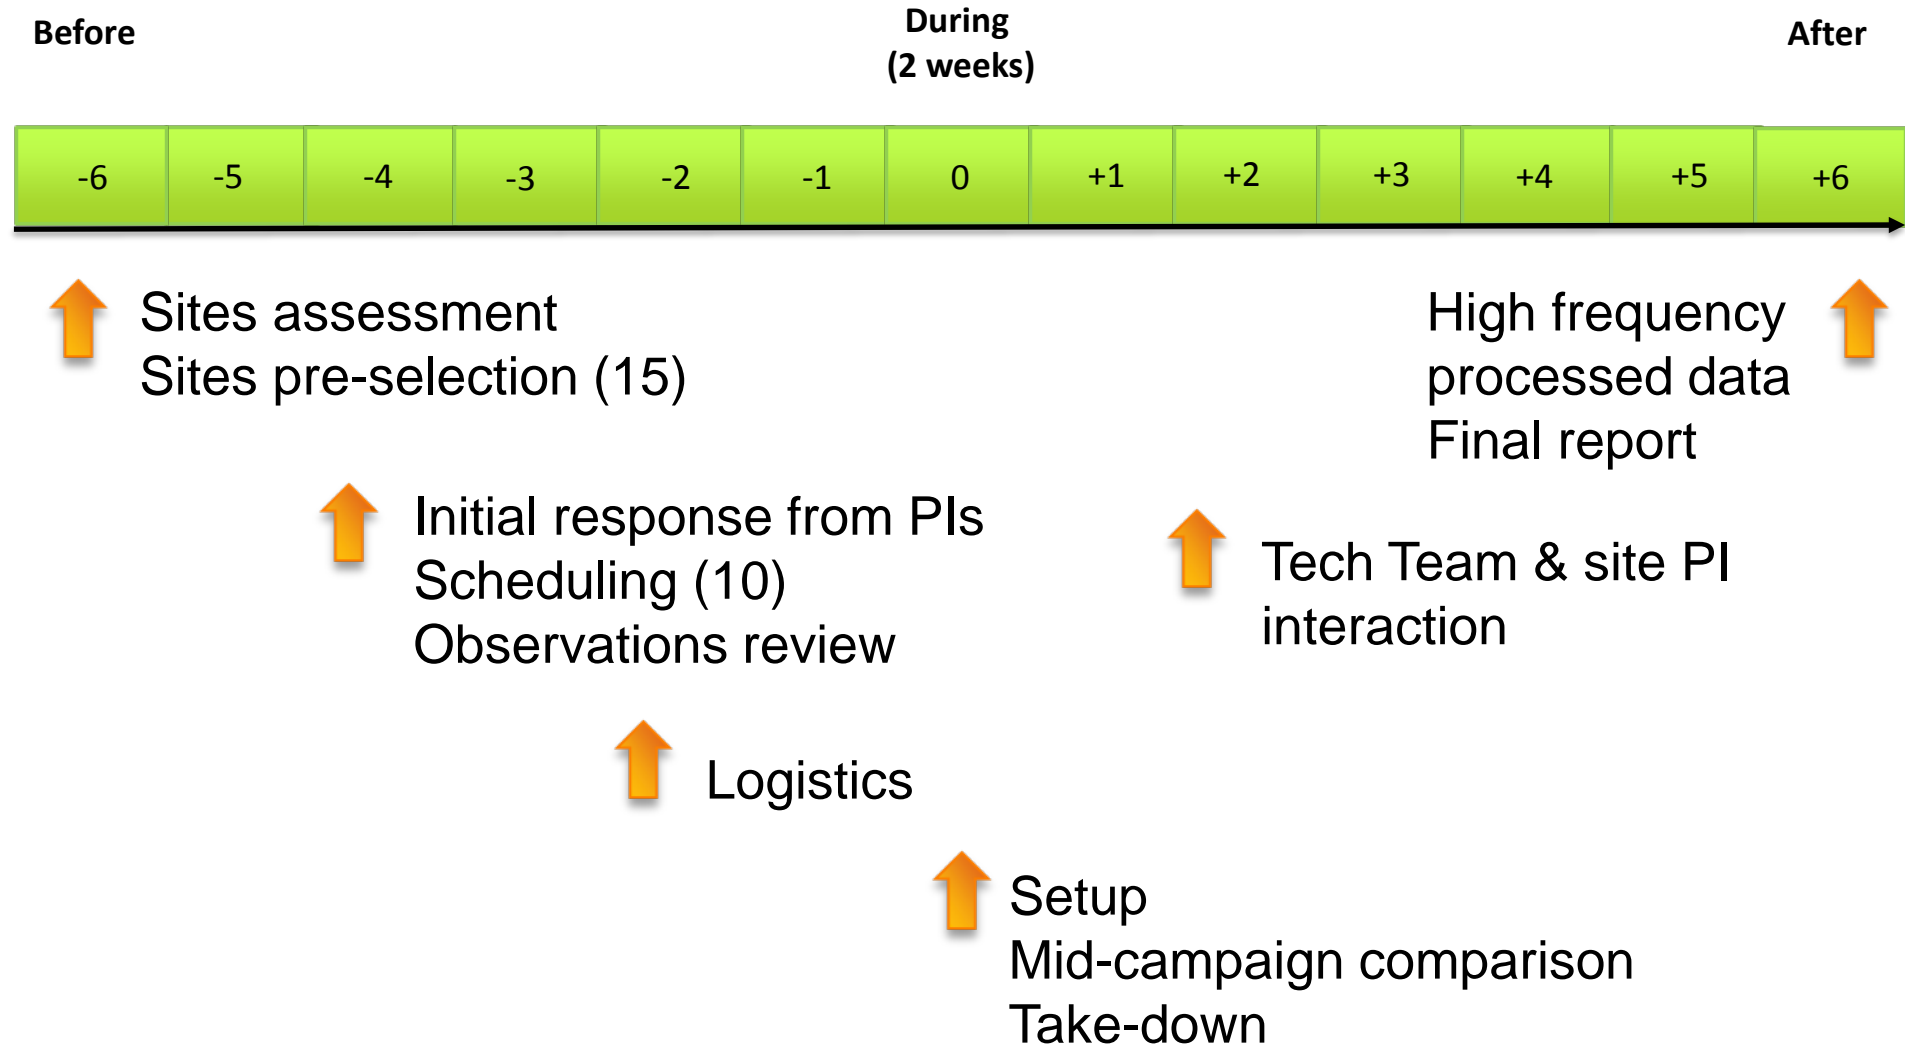 Before
During
(2 weeks)
After
-6 -5 -4 -3 -2 -1 0 +1 +2 +3 +4 +5 +6
Sites assessment
Sites pre-selection (15)
High frequency
processed data
Final report
Initial response from PIs
Scheduling (10)
Observations review
Tech Team & site PI
interaction
Logistics
Setup
Mid-campaign comparison
Take-down